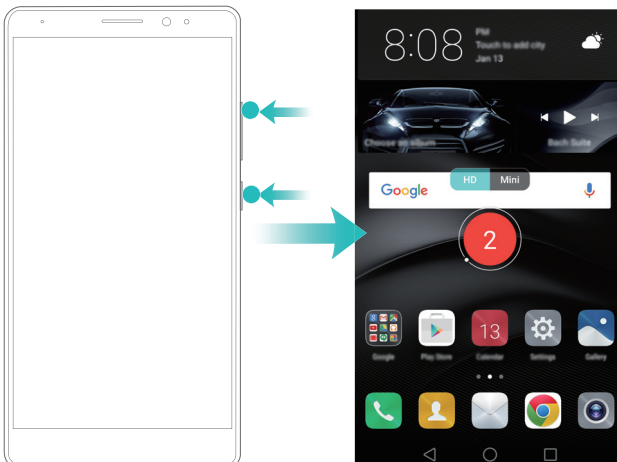 8:08
PM
Touch to add city
Jan 13
Choose an album
Bach Suite
HD Mini
Google
2
13
Google Play Store Calendar Settings Gallery